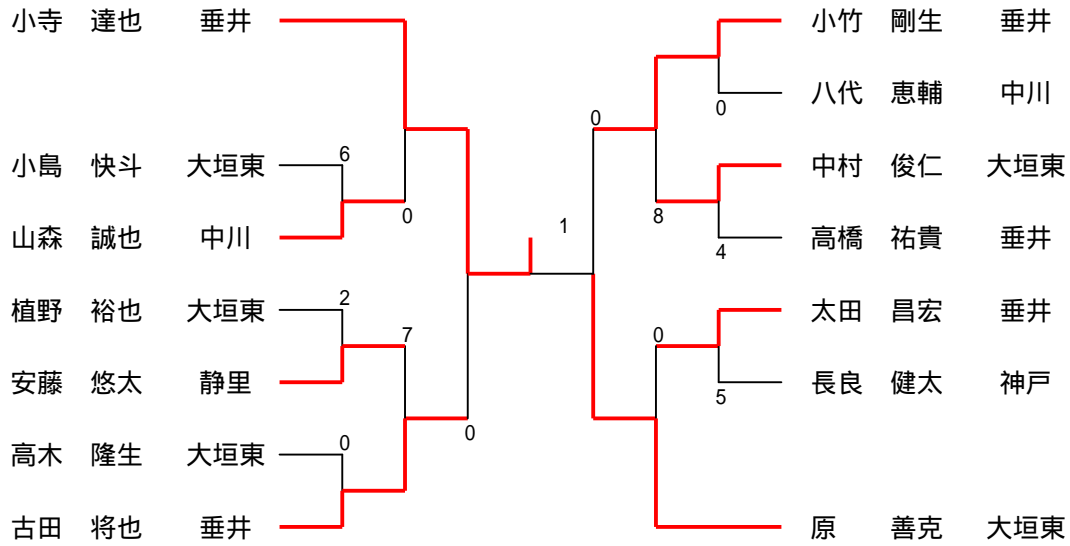 小寺 達也 垂井
小島 快斗 大垣東
6
山森 誠也 中川
0
植野 裕也 大垣東
2
7
安藤 悠太 静里
0
高木 隆生 大垣東
0
古田 将也 垂井
1
小竹 剛生 垂井
0
八代 恵輔 中川
0
中村 俊仁 大垣東
8
高橋 祐貴 垂井
4
太田 昌宏 垂井
0
長良 健太 神戸
5
原 善克 大垣東